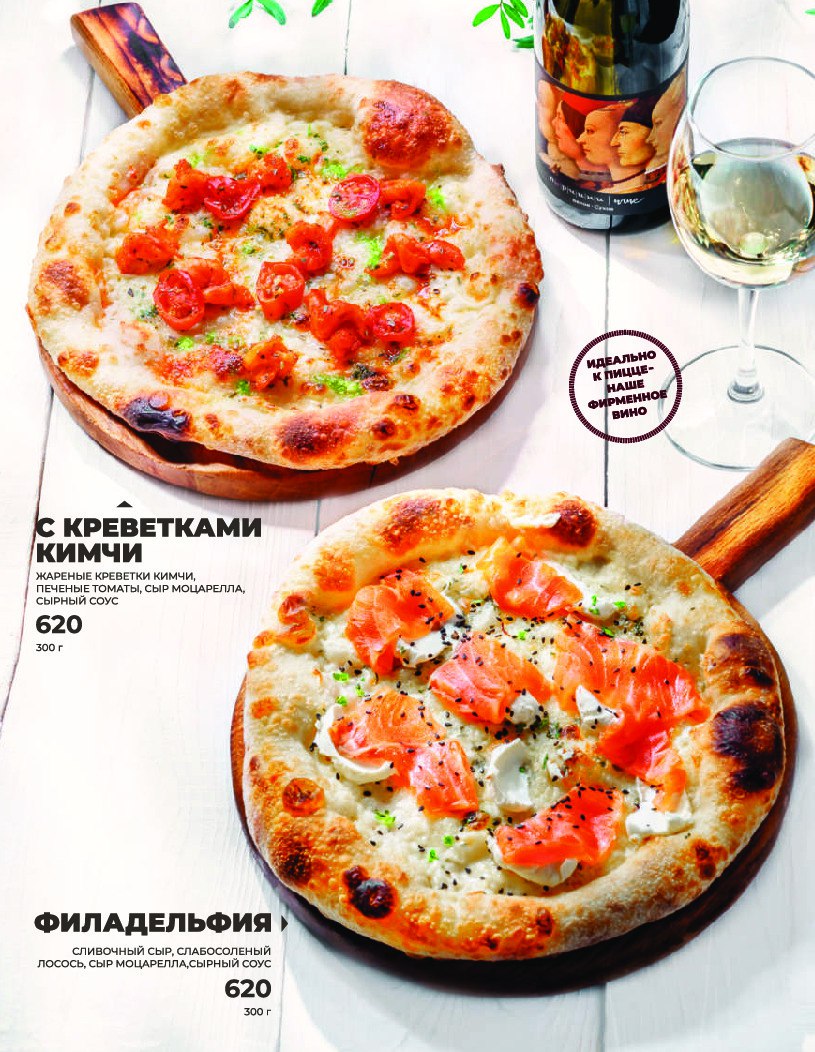 ИДЕАЛЬНО
К ПИЦЦЕ-
НАШЕ
ФИРМЕННОЕ
ВИНО
С КРЕВЕТКАМИ
КИМЧИ
ЖАРЕНЫЕ КРЕВЕТКИ КИМЧИ,
ПЕЧЕНЫЕ ТОМАТЫ, СЫР МОЦАРЕЛЛА,
СЫРНЫЙ СОУС
620
300 г
ФИЛАДЕЛЬФИЯ
СЛИВОЧНЫЙ СЫР, СЛАБОСОЛЕНЫЙ
ЛОСОСЬ, СЫР МОЦАРЕЛЛА,СЫРНЫЙ СОУС
620
300 г